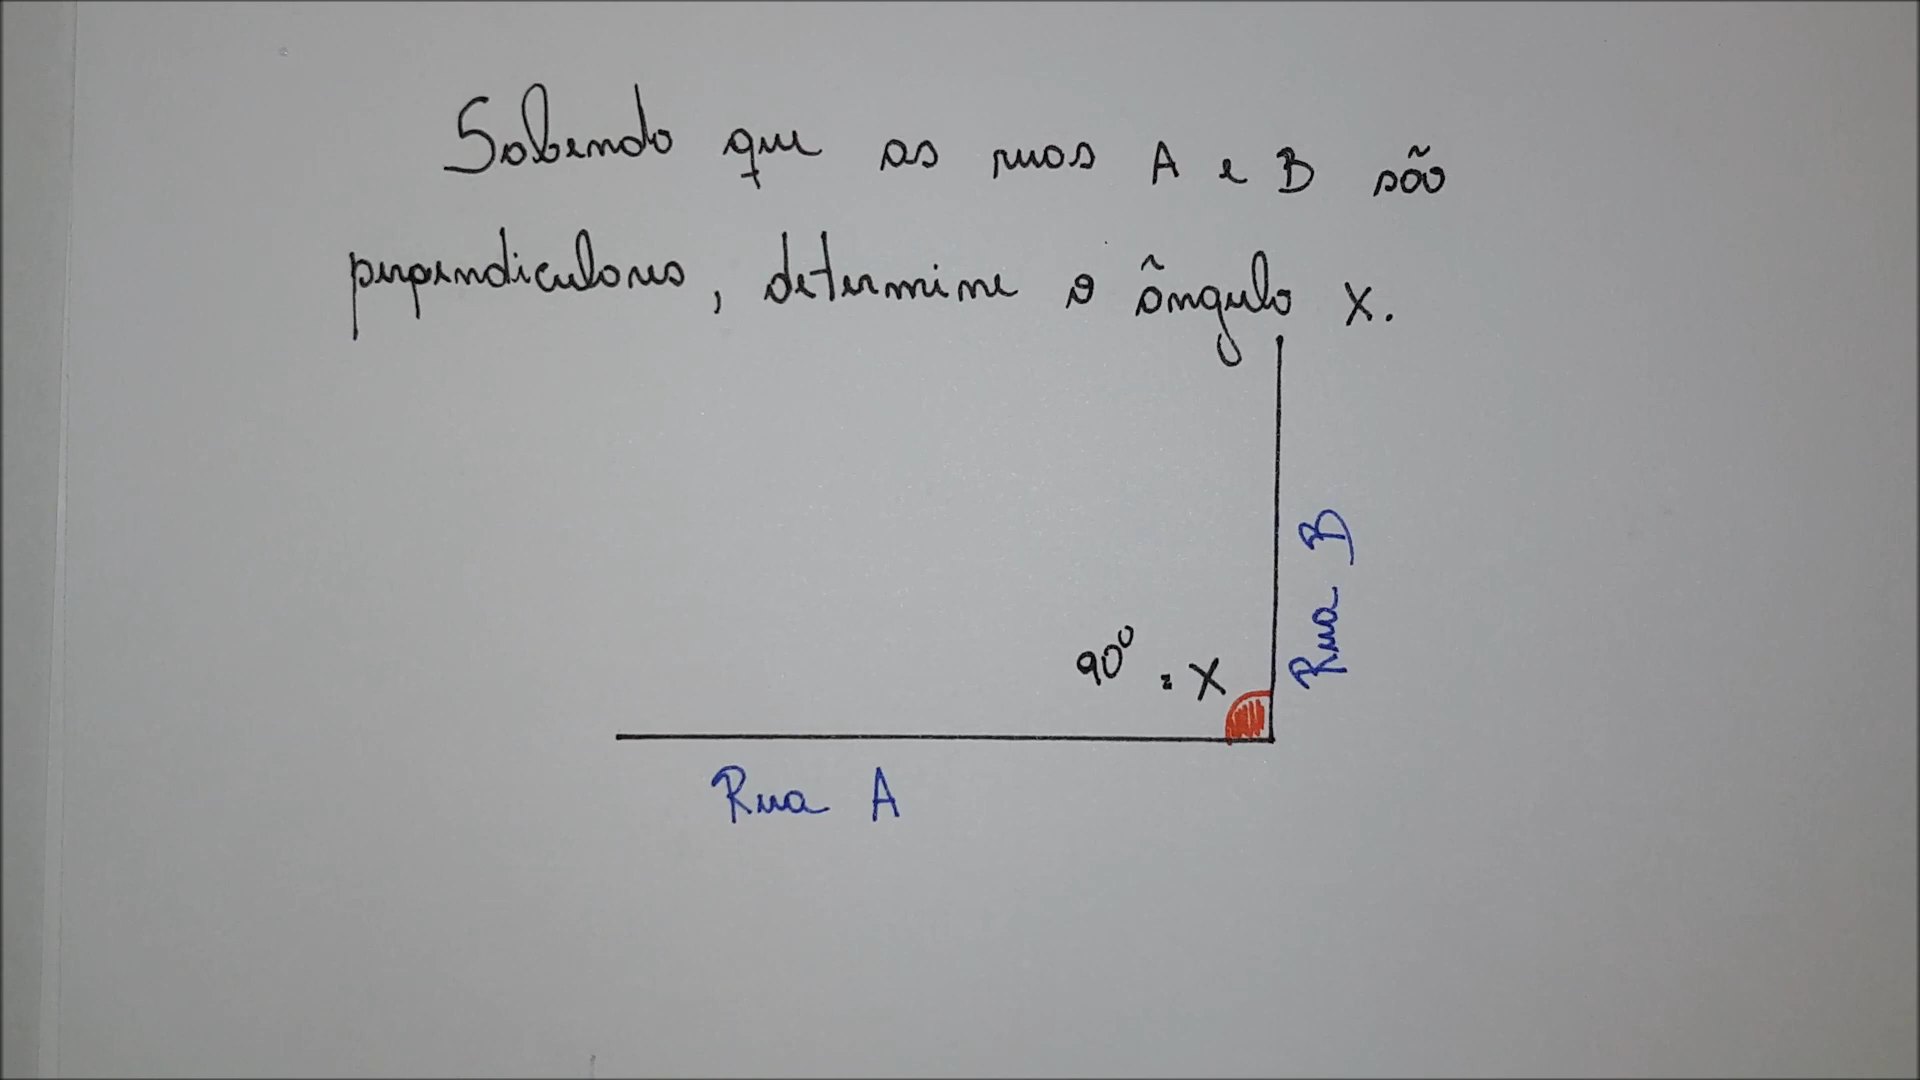 Sabendo que as ruas A e B são
perpendiculares, determine o ângulo x.
Rua B
90° = x
Rua A